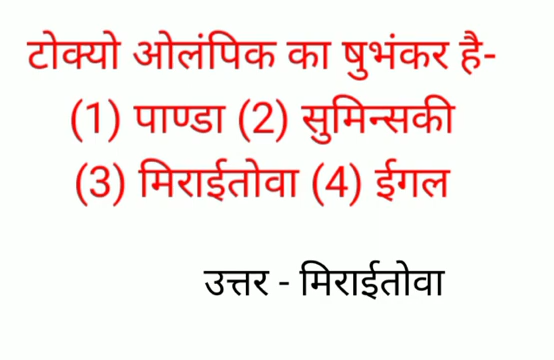 टोक्यो ओलंपिक का षुभंकर है-
(1) पाण्डा (2) सुमिन्सकी
(3) मिराईतोवा (4) ईगल
उत्तर - मिराईतोवा